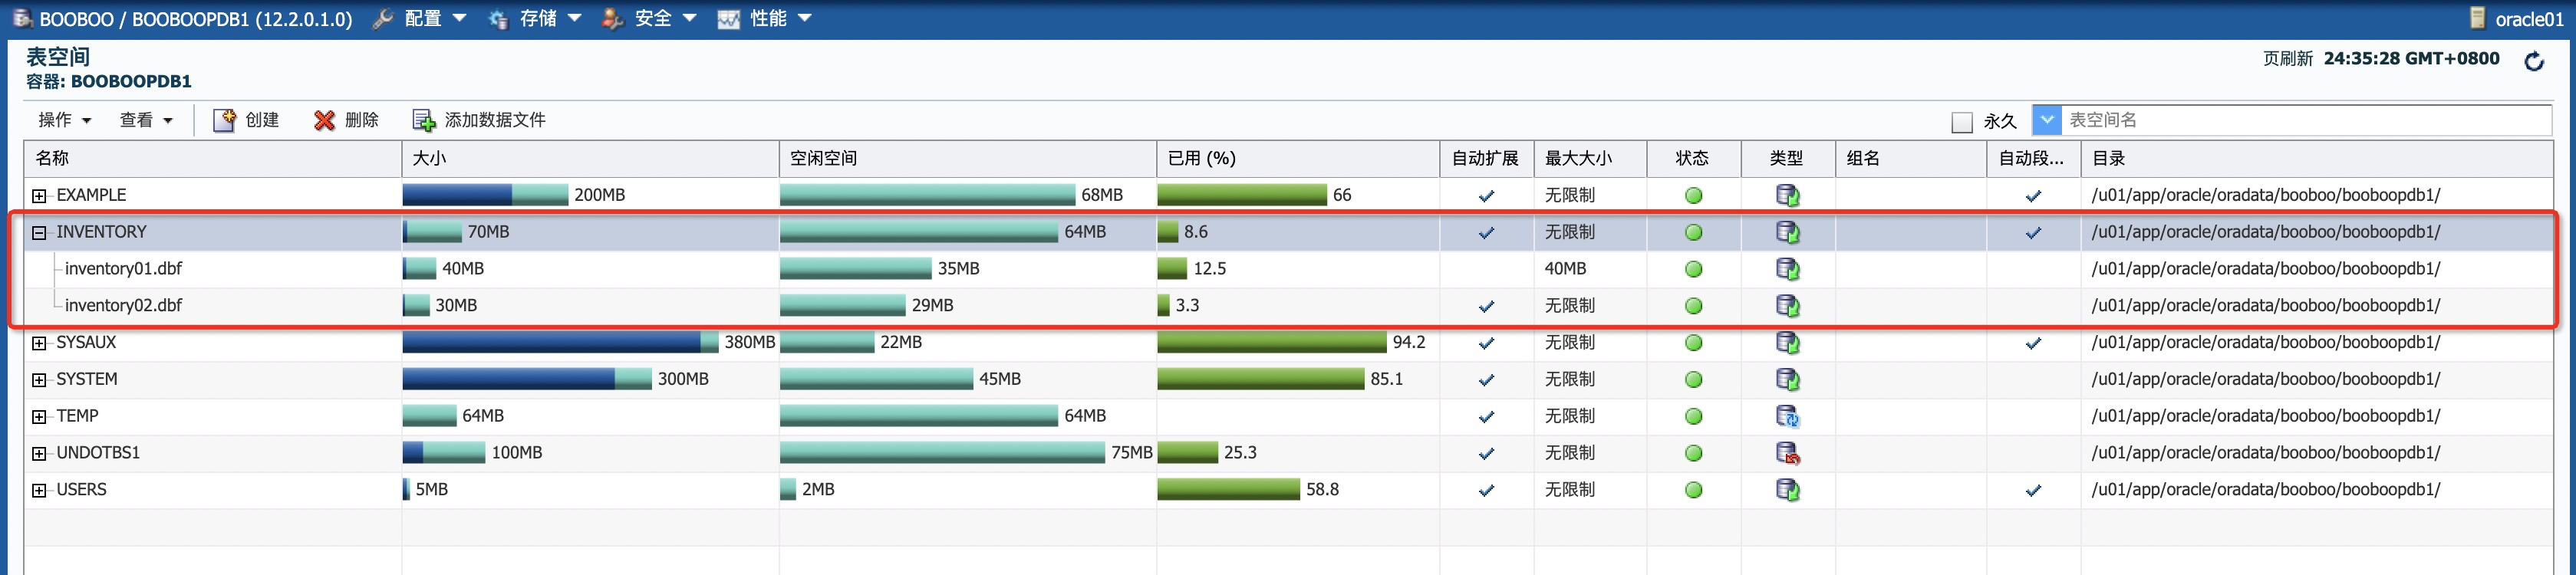 BOOBOO / BOOBOOPDB1 (12.2.0.1.0) 配置 存储 安全 性能 oracle01
表空间 页刷新 24:35:28 GMT+0800
容器: BOOBOOPDB1
操作 查看 创建 删除 添加数据文件 永久 表空间名
名称 大小 空闲空间 已用 (%) 自动扩展 最大大小 状态 类型 组名 自动段... 目录
EXAMPLE 200MB 68MB 66 无限制 /u01/app/oracle/oradata/booboo/booboopdb1/
INVENTORY 70MB 64MB 8.6 无限制 /u01/app/oracle/oradata/booboo/booboopdb1/
inventory01.dbf 40MB 35MB 12.5 40MB /u01/app/oracle/oradata/booboo/booboopdb1/
inventory02.dbf 30MB 29MB 3.3 无限制 /u01/app/oracle/oradata/booboo/booboopdb1/
SYSAUX 380MB 22MB 94.2 无限制 /u01/app/oracle/oradata/booboo/booboopdb1/
SYSTEM 300MB 45MB 85.1 无限制 /u01/app/oracle/oradata/booboo/booboopdb1/
TEMP 64MB 64MB 无限制 /u01/app/oracle/oradata/booboo/booboopdb1/
UNDOTBS1 100MB 75MB 25.3 无限制 /u01/app/oracle/oradata/booboo/booboopdb1/
USERS 5MB 2MB 58.8 无限制 /u01/app/oracle/oradata/booboo/booboopdb1/